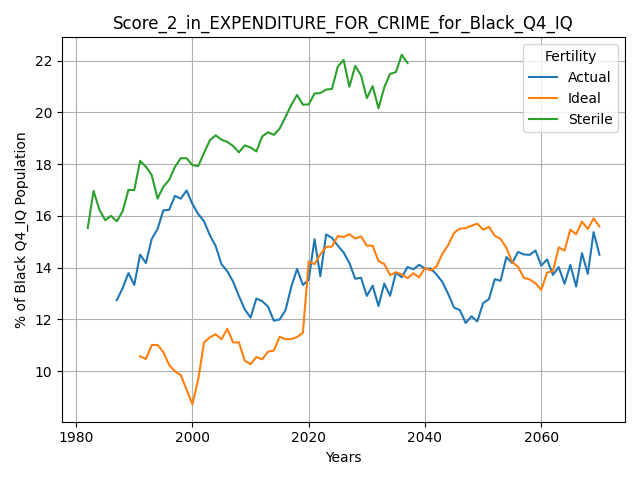 Score_2_in_EXPENDITURE_FOR_CRIME_for_Black_Q4_IQ
Fertility
Actual
Ideal
Sterile
% of Black Q4_IQ Population
22
20
18
16
14
12
10
1980
2000
2020
2040
2060
Years